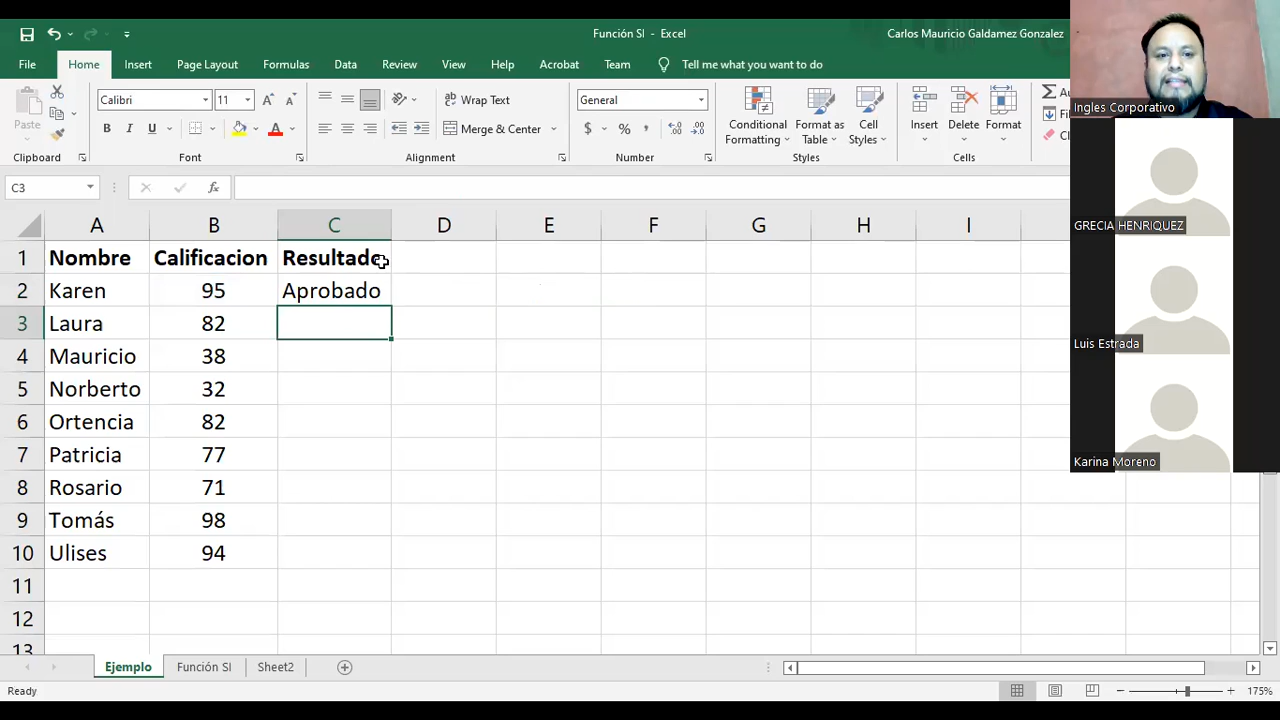 Función SI - Excel
Carlos Mauricio Galdamez Gonzalez
File Home Insert Page Layout Formulas Data Review View Help Acrobat Team Tell me what you want to do
Paste
Calibri 11
B U A
Wrap Text
Merge & Center
General
$ % ,
Conditional Formatting
Format as Table
Cell Styles
Insert
Delete
Format
Clipboard Font Alignment Number Styles Cells
C3
fx
A B C D E F G H I
1 Nombre Calificacion Resultado
2 Karen 95 Aprobado
3 Laura 82
4 Mauricio 38
5 Norberto 32
6 Ortencia 82
7 Patricia 77
8 Rosario 71
9 Tomás 98
10 Ulises 94
11
12
13
Ejemplo Función SI Sheet2
Ready
175%
Ingles Corporativo
GRECIA HENRIQUEZ
Luis Estrada
Karina Moreno